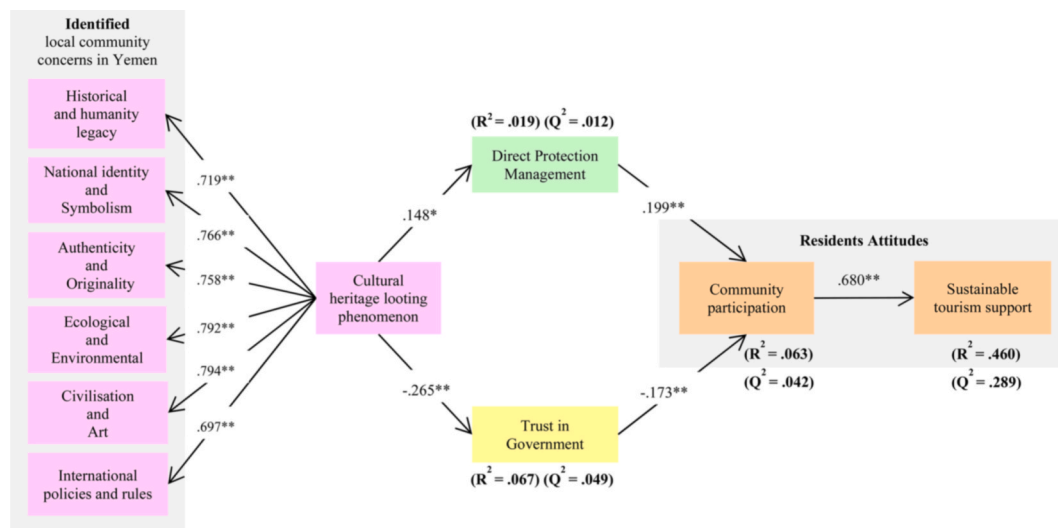 Identified
local community
concerns in Yemen
Historical
and humanity
legacy
National identity
and
Symbolism
Authenticity
and
Originality
Ecological
and
Environmental
Civilisation
and
Art
International
policies and rules
.719**
.766**
.758**
.792**
.794**
.697**
Cultural
heritage looting
phenomenon
.148*
-.265**
(R² = .019) (Q² = .012)
Direct Protection
Management
Trust in
Government
(R² = .067) (Q² = .049)
.199**
-.173**
Residents Attitudes
Community
participation
(R² = .063)
(Q² = .042)
.680**
Sustainable
tourism support
(R² = .460)
(Q² = .289)